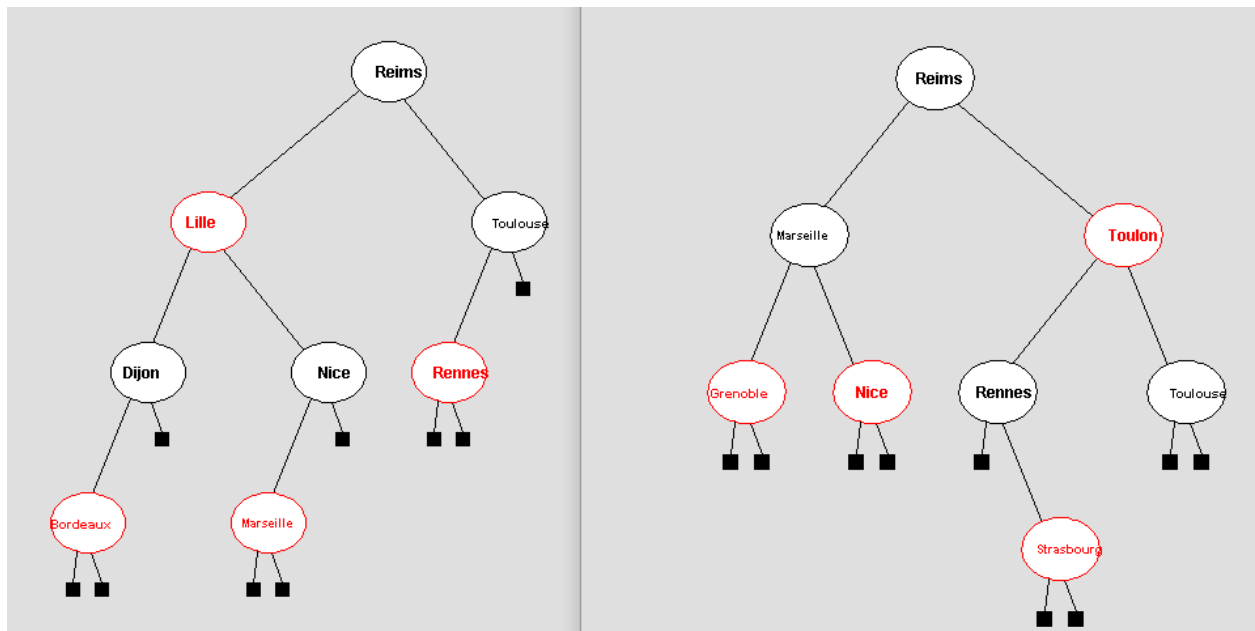 Reims
Lille
Toulouse
Dijon
Nice
Rennes
Bordeaux
Marseille
Reims
Marseille
Toulon
Grenoble
Nice
Rennes
Toulouse
Strasbourg